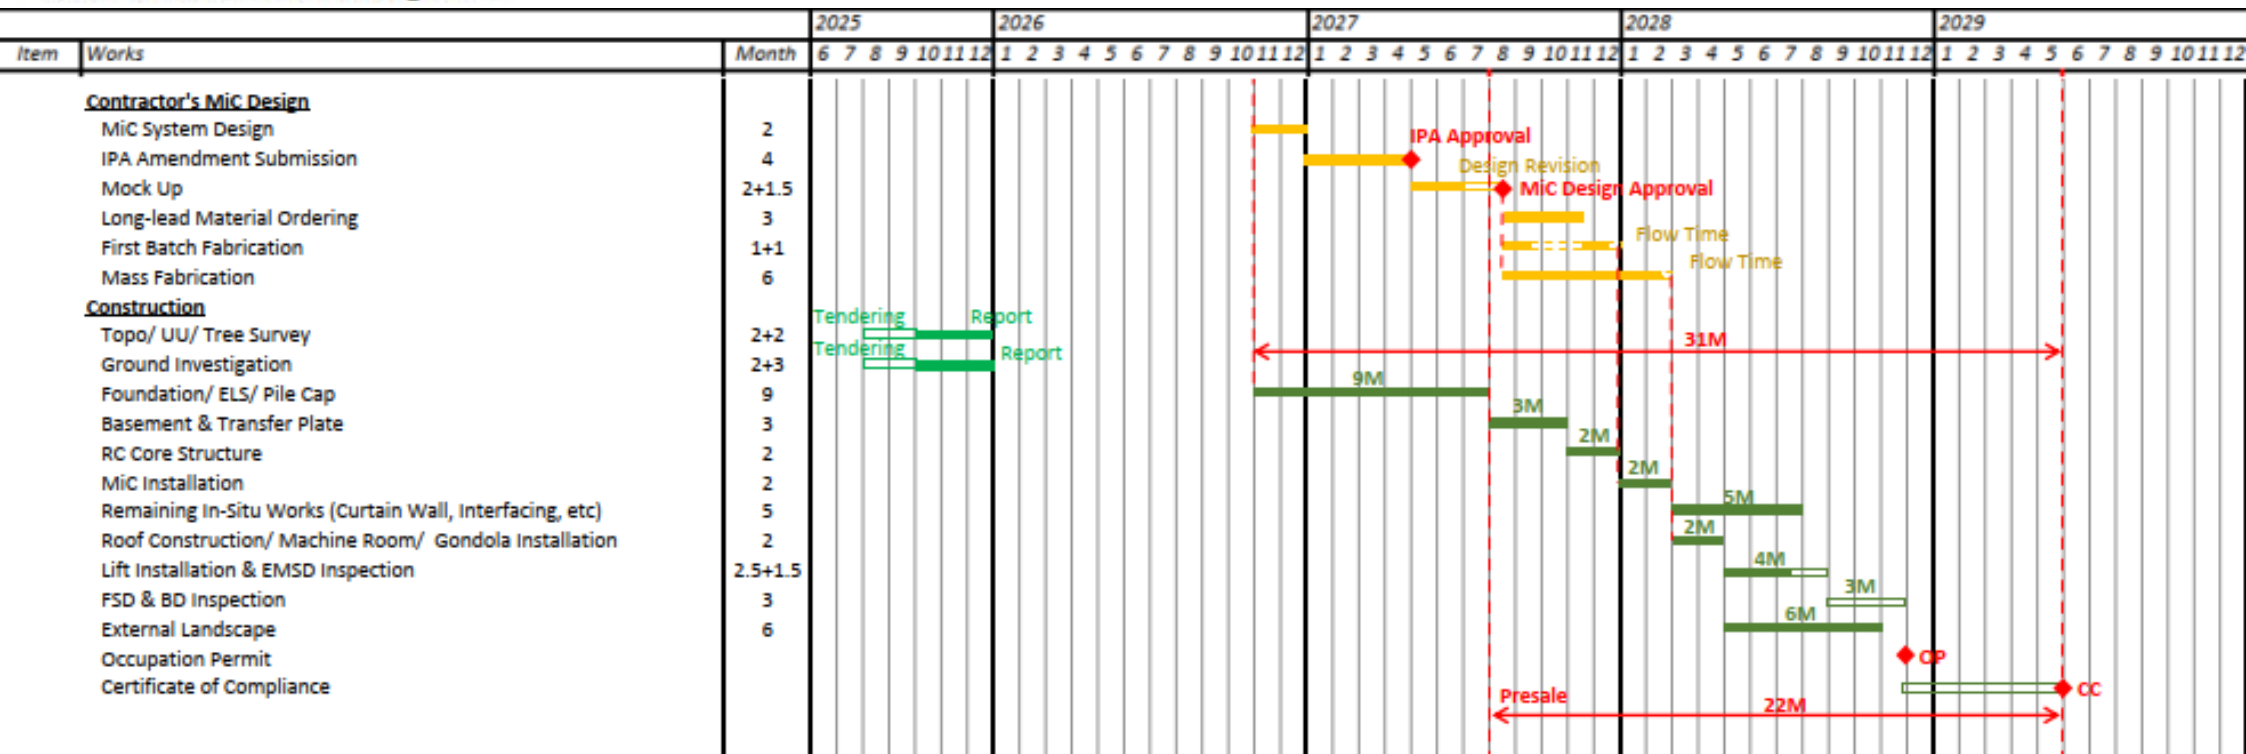 2025 2026 2027 2028 2029
Item Works Month 6 7 8 9 10 11 12 1 2 3 4 5 6 7 8 9 10 11 12 1 2 3 4 5 6 7 8 9 10 11 12 1 2 3 4 5 6 7 8 9 10 11 12 1 2 3 4 5 6 7 8 9 10 11 12
Contractor's MiC Design
MiC System Design 2
IPA Approval
IPA Amendment Submission 4
Design Revision
Mock Up 2+1.5 MiC Design Approval
Long-lead Material Ordering 3
First Batch Fabrication 1+1 Flow Time
Mass Fabrication 6 Flow Time
Construction
Tendering Report
Topo/ UU/ Tree Survey 2+2 31M
Tendering Report
Ground Investigation 2+3
9M
Foundation/ ELS/ Pile Cap 9
3M
Basement & Transfer Plate 3
2M
RC Core Structure 2
2M
MiC Installation 2
5M
Remaining In-Situ Works (Curtain Wall, Interfacing, etc) 5
2M
Roof Construction/ Machine Room/ Gondola Installation 2
4M
Lift Installation & EMSD Inspection 2.5+1.5
3M
FSD & BD Inspection 3
6M
External Landscape 6
Occupation Permit OP
Certificate of Compliance CC
Presale 22M